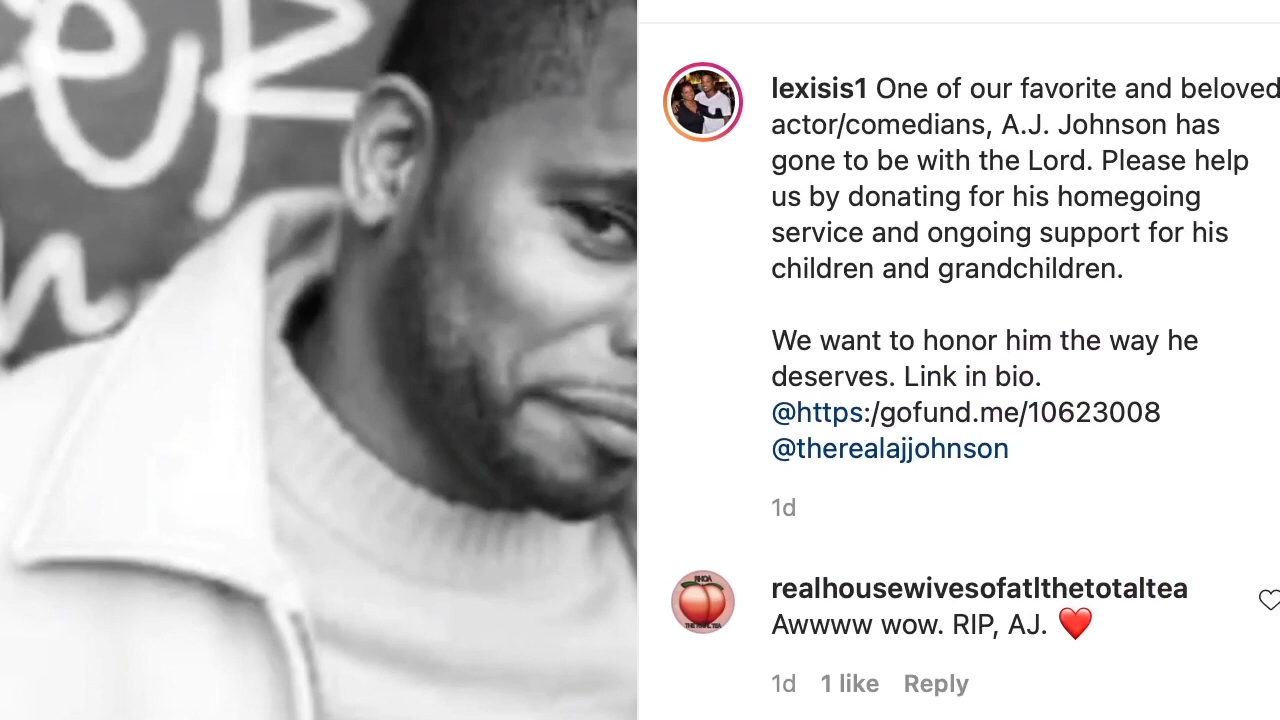 lexisis1 One of our favorite and beloved
actor/comedians, A.J. Johnson has
gone to be with the Lord. Please help
us by donating for his homegoing
service and ongoing support for his
children and grandchildren.
We want to honor him the way he
deserves. Link in bio.
@https:/gofund.me/10623008
@therealajjohnson
1d
realhousewivesofatlthetotaltea
Awwww wow. RIP, AJ. ❤️
1d 1 like Reply